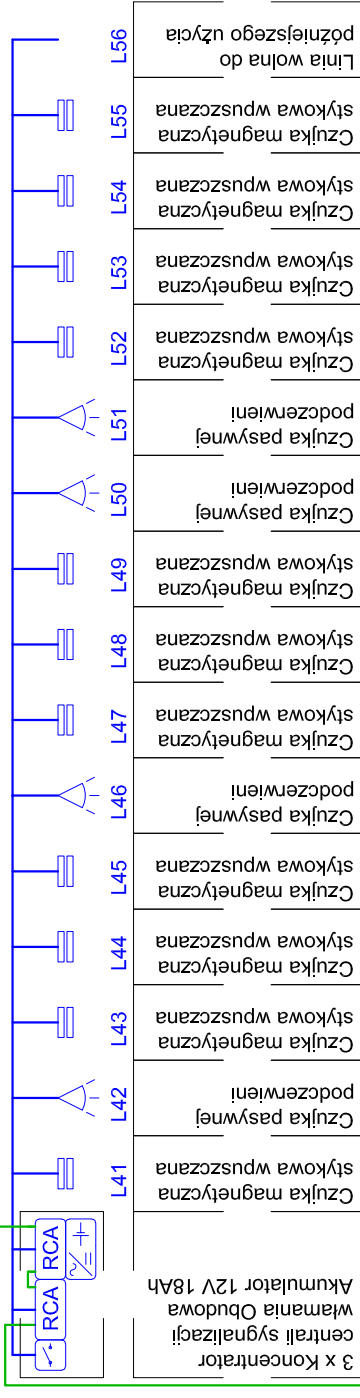 3 x Koncentrator
centrali sygnalizacji
włamania Obudowa
Akumulator 12V 18Ah
RCA
RCA
L41
Czujka magnetyczna
stykowa wpuszczana
L42
Czujka pasywnej
podczerwieni
L43
Czujka magnetyczna
stykowa wpuszczana
L44
Czujka magnetyczna
stykowa wpuszczana
L45
Czujka magnetyczna
stykowa wpuszczana
L46
Czujka pasywnej
podczerwieni
L47
Czujka magnetyczna
stykowa wpuszczana
L48
Czujka magnetyczna
stykowa wpuszczana
L49
Czujka magnetyczna
stykowa wpuszczana
L50
Czujka pasywnej
podczerwieni
L51
Czujka pasywnej
podczerwieni
L52
Czujka magnetyczna
stykowa wpuszczana
L53
Czujka magnetyczna
stykowa wpuszczana
L54
Czujka magnetyczna
stykowa wpuszczana
L55
Czujka magnetyczna
stykowa wpuszczana
L56
Linia wolna do
późniejszego użycia